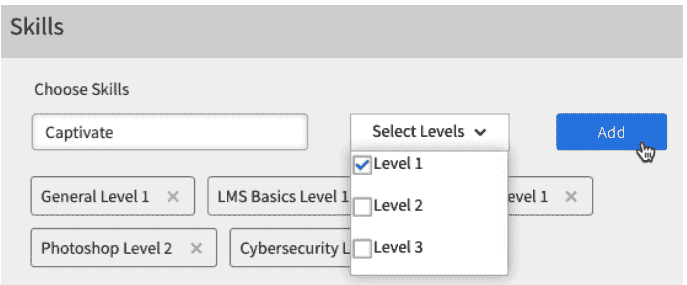 Skills
Choose Skills
Captivate
Select Levels
Add
Level 1
Level 2
Level 3
General Level 1
LMS Basics Level 1
Level 1
Photoshop Level 2
Cybersecurity L